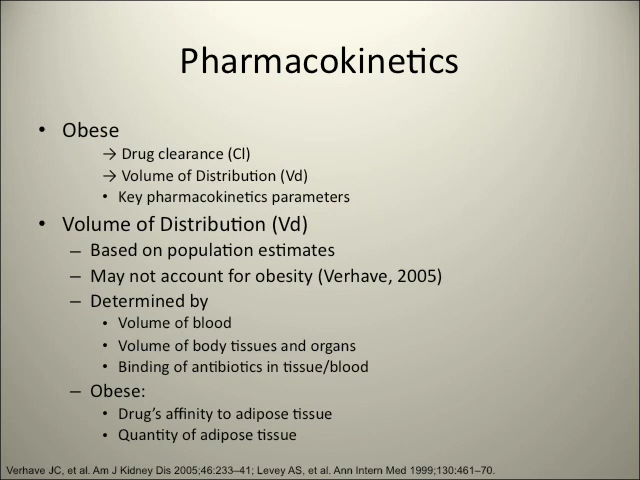 Pharmacokinetics
• Obese
→ Drug clearance (Cl)
→ Volume of Distribution (Vd)
• Key pharmacokinetics parameters
• Volume of Distribution (Vd)
– Based on population estimates
– May not account for obesity (Verhave, 2005)
– Determined by
• Volume of blood
• Volume of body tissues and organs
• Binding of antibiotics in tissue/blood
– Obese:
• Drug's affinity to adipose tissue
• Quantity of adipose tissue
Verhave JC, et al. Am J Kidney Dis 2005;46:233–41; Levey AS, et al. Ann Intern Med 1999;130:461–70.